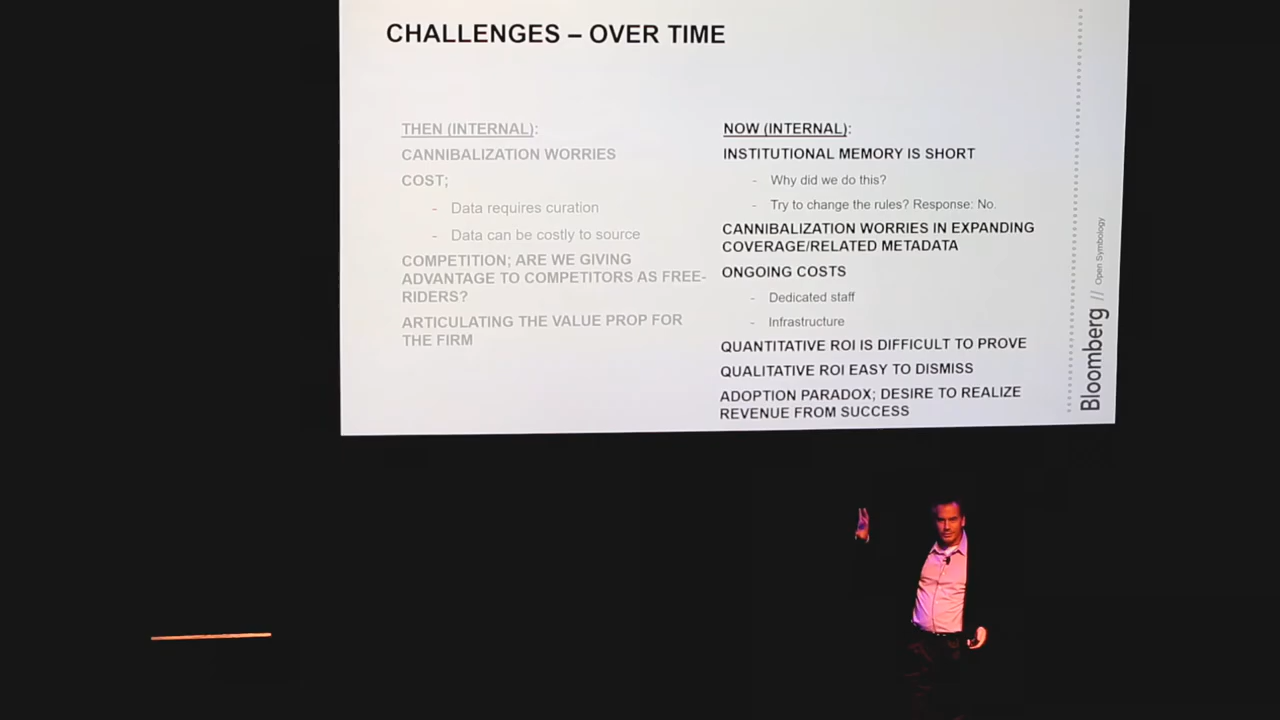 CHALLENGES – OVER TIME
THEN (INTERNAL):
CANNIBALIZATION WORRIES
COST;
- Data requires curation
- Data can be costly to source
COMPETITION; ARE WE GIVING
ADVANTAGE TO COMPETITORS AS FREE-
RIDERS?
ARTICULATING THE VALUE PROP FOR
THE FIRM
NOW (INTERNAL):
INSTITUTIONAL MEMORY IS SHORT
- Why did we do this?
- Try to change the rules? Response: No.
CANNIBALIZATION WORRIES IN EXPANDING
COVERAGE/RELATED METADATA
ONGOING COSTS
- Dedicated staff
- Infrastructure
QUANTITATIVE ROI IS DIFFICULT TO PROVE
QUALITATIVE ROI EASY TO DISMISS
ADOPTION PARADOX; DESIRE TO REALIZE
REVENUE FROM SUCCESS
Bloomberg // Open Symbology